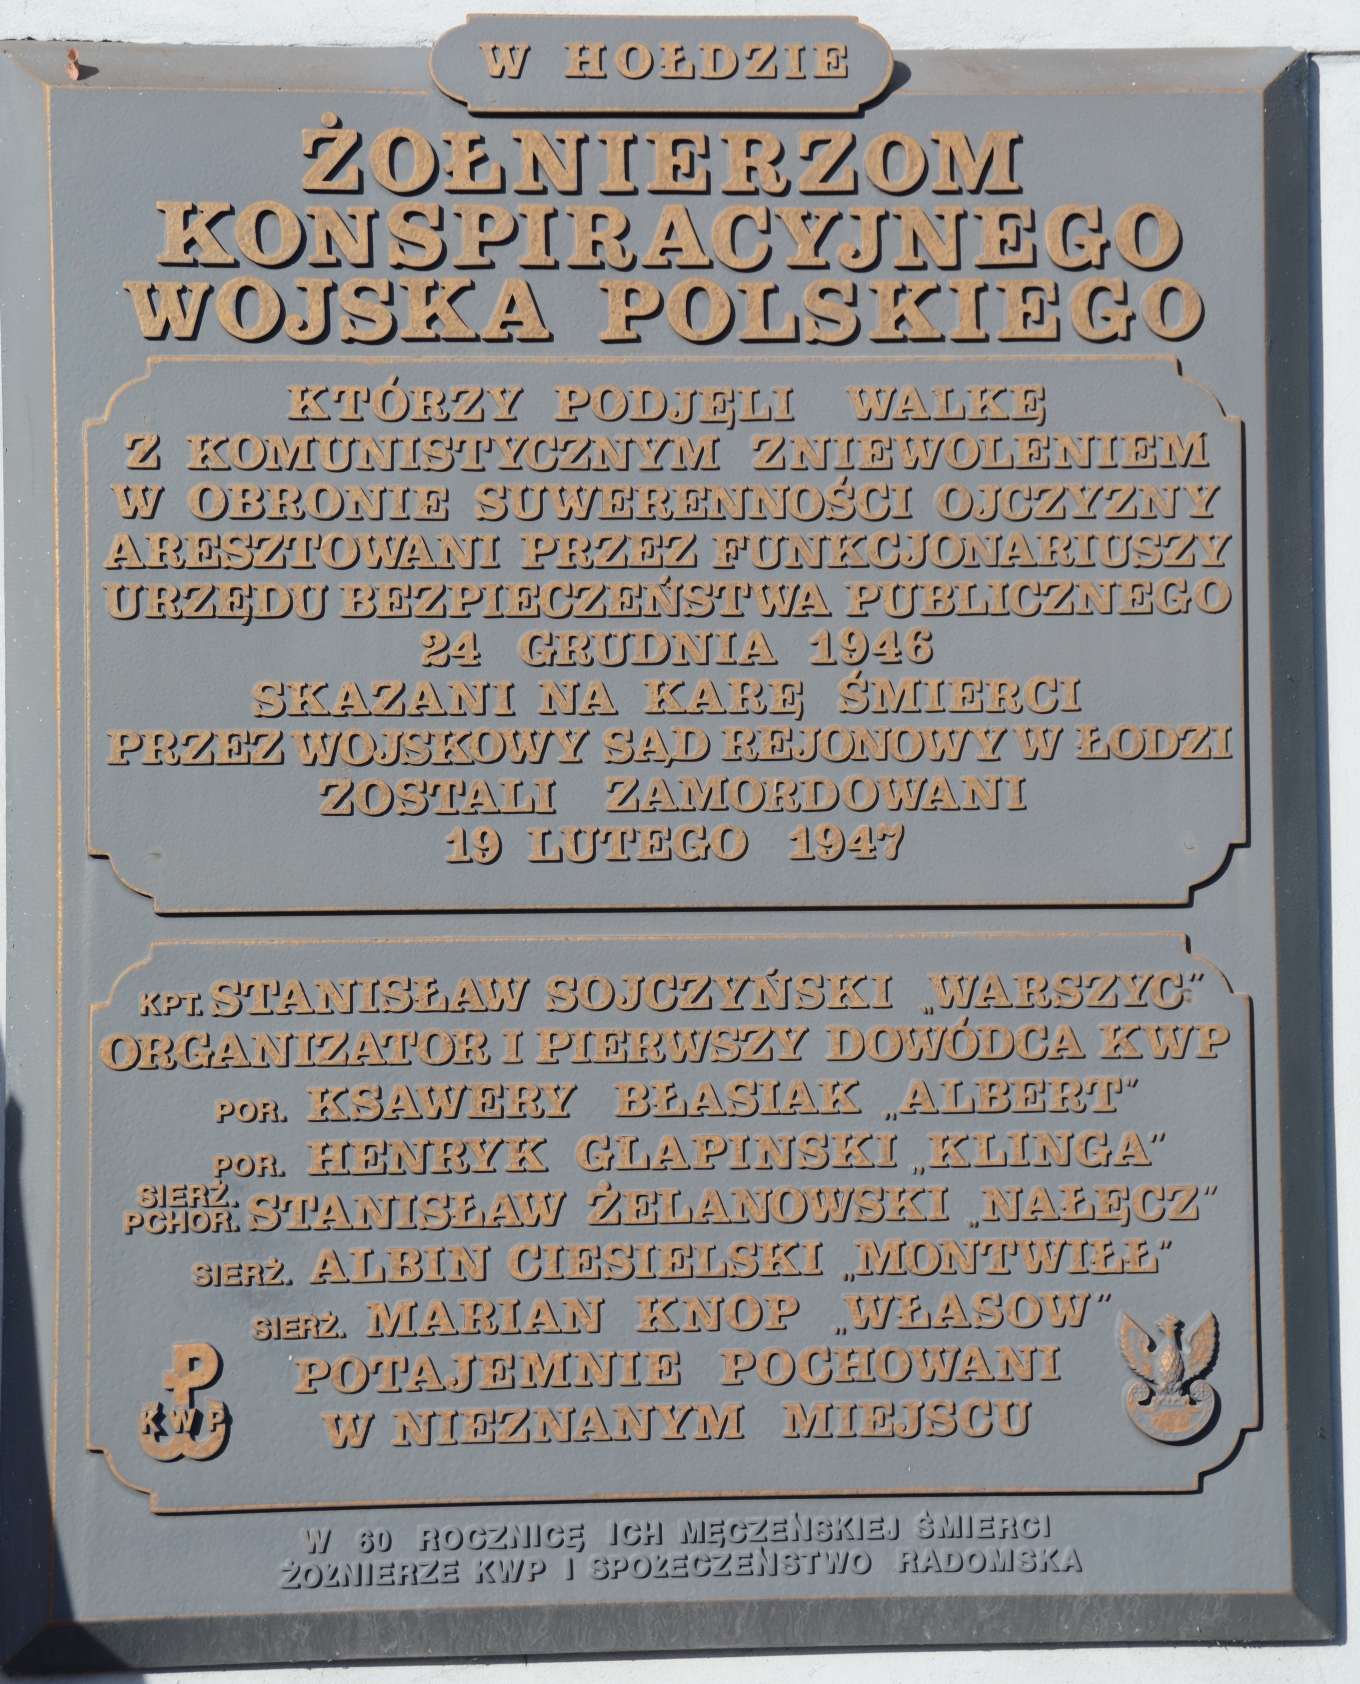 W HOŁDZIE
ŻOŁNIERZOM
KONSPIRACYJNEGO
WOJSKA POLSKIEGO
KTÓRZY PODJĘLI WALKĘ
Z KOMUNISTYCZNYM ZNIEWOLENIEM
W OBRONIE SUWERENNOŚCI OJCZYZNY
ARESZTOWANI PRZEZ FUNKCJONARIUSZY
URZĘDU BEZPIECZEŃSTWA PUBLICZNEGO
24 GRUDNIA 1946
SKAZANI NA KARĘ ŚMIERCI
PRZEZ WOJSKOWY SĄD REJONOWY W ŁODZI
ZOSTALI ZAMORDOWANI
19 LUTEGO 1947
KPT. STANISŁAW SOJCZYŃSKI „WARSZYC”
ORGANIZATOR I PIERWSZY DOWÓDCA KWP
POR. KSAWERY BŁASIAK „ALBERT”
POR. HENRYK GLAPINSKI „KLINGA”
SIERŻ. PCHOR. STANISŁAW ŻELANOWSKI „NAŁĘCZ”
SIERŻ. ALBIN CIESIELSKI „MONTWIŁŁ”
SIERŻ. MARIAN KNOP „WŁASOW”
POTAJEMNIE POCHOWANI
W NIEZNANYM MIEJSCU
P
KWP
W 60 ROCZNICĘ ICH MĘCZEŃSKIEJ ŚMIERCI
ŻOŁNIERZE KWP I SPOŁECZEŃSTWO RADOMSKA